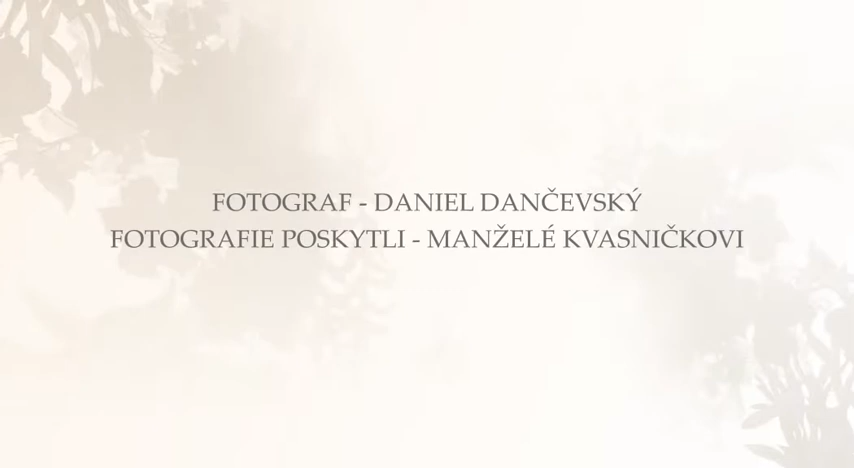 FOTOGRAF - DANIEL DANČEVSKÝ
FOTOGRAFIE POSKYTLI - MANŽELÉ KVASNIČKOVI